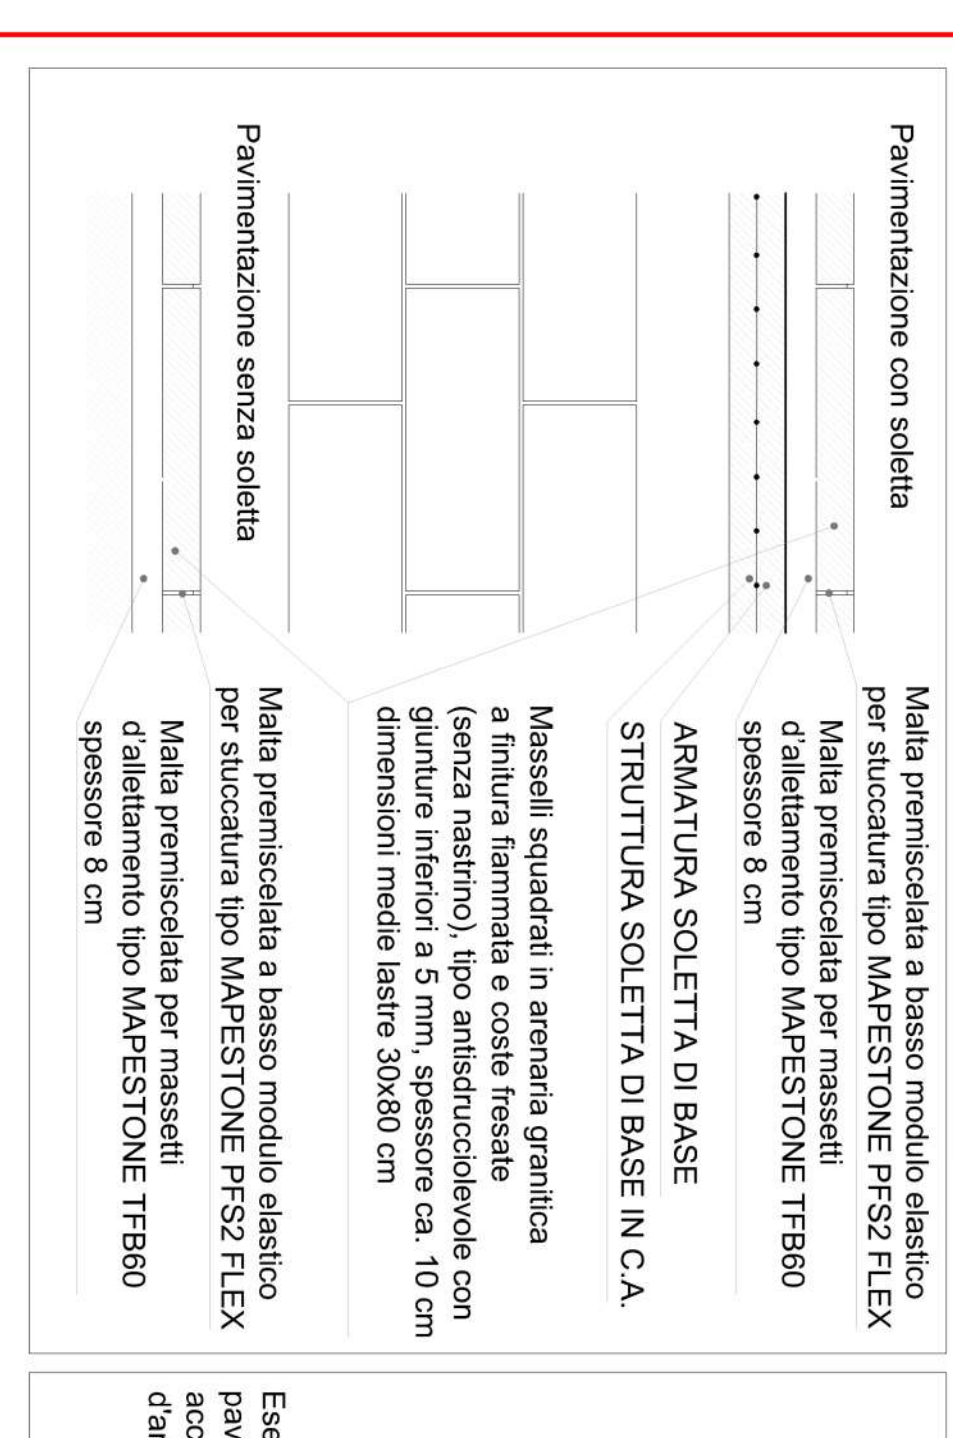 Pavimentazione con soletta
Malta premiscelata a basso modulo elastico
per stuccatura tipo MAPESTONE PFS2 FLEX
Malta premiscelata per massetti
d'allettamento tipo MAPESTONE TFB60
spessore 8 cm
ARMATURA SOLETTA DI BASE
STRUTTURA SOLETTA DI BASE IN C.A.
Masselli squadrati in arenaria granitica
a finitura fiammata e coste fresate
(senza nastrino), tipo antisdrucciolevole con
giunture inferiori a 5 mm, spessore ca. 10 cm
dimensioni medie lastre 30x80 cm
Pavimentazione senza soletta
Malta premiscelata a basso modulo elastico
per stuccatura tipo MAPESTONE PFS2 FLEX
Malta premiscelata per massetti
d'allettamento tipo MAPESTONE TFB60
spessore 8 cm
Ese
pav
acc
d'ar